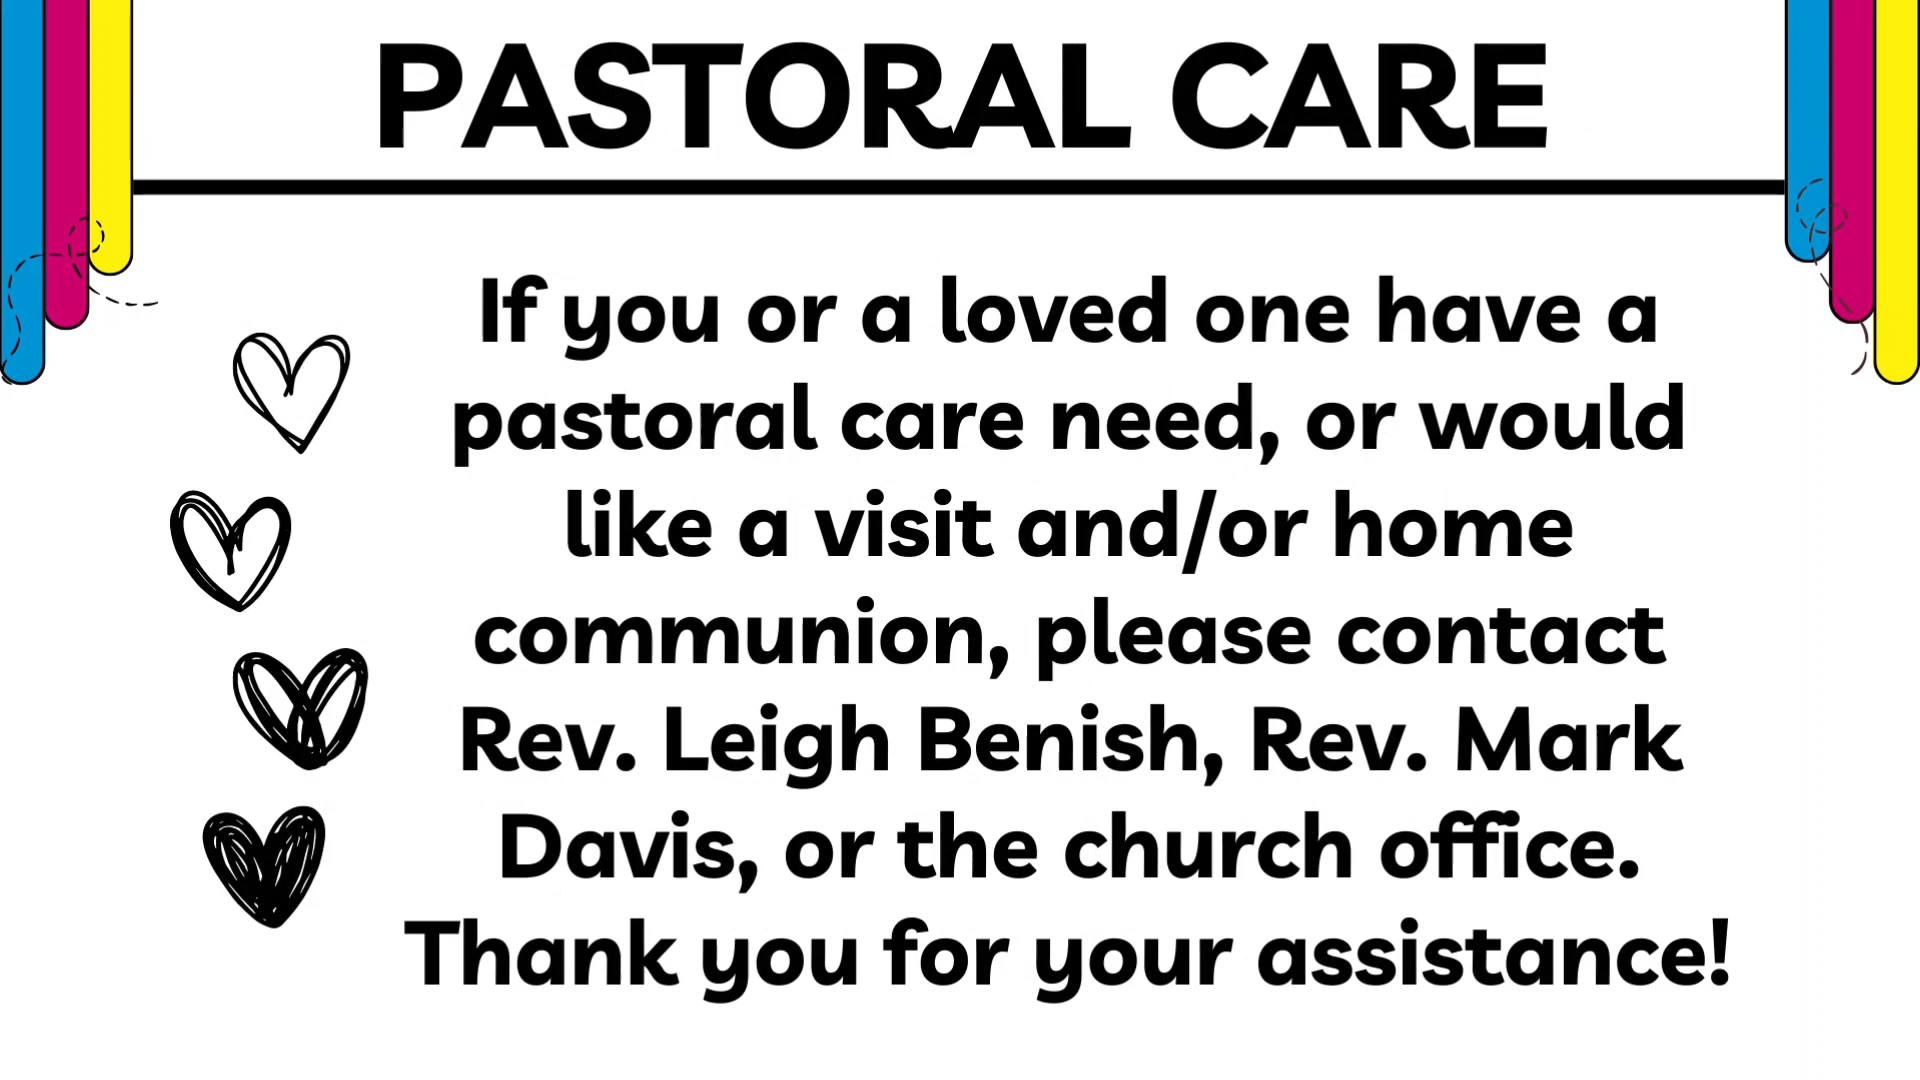 PASTORAL CARE
If you or a loved one have a
pastoral care need, or would
like a visit and/or home
communion, please contact
Rev. Leigh Benish, Rev. Mark
Davis, or the church office.
Thank you for your assistance!